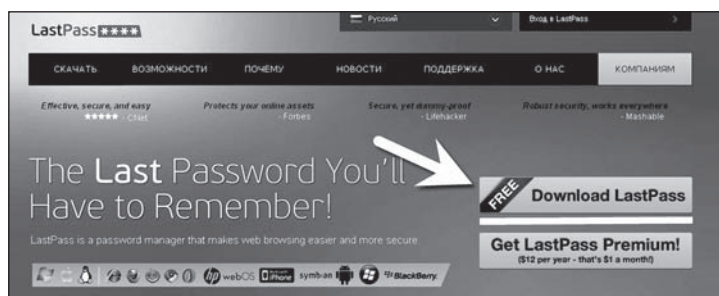 LastPass ****
Русский
Вход в LastPass
СКАЧАТЬ ВОЗМОЖНОСТИ ПОЧЕМУ НОВОСТИ ПОДДЕРЖКА О НАС КОМПАНИЯМ
Effective, secure, and easy
★★★★★ - CNet
Protects your online assets
- Forbes
Secure, yet dummy-proof
- Lifehacker
Robust security, works everywhere
- Mashable
The Last Password You'll
Have to Remember!
LastPass is a password manager that makes web browsing easier and more secure
FREE
Download LastPass
Get LastPass Premium!
($12 per year - that's $1 a month!)
hp webOS iPhone symbian BlackBerry